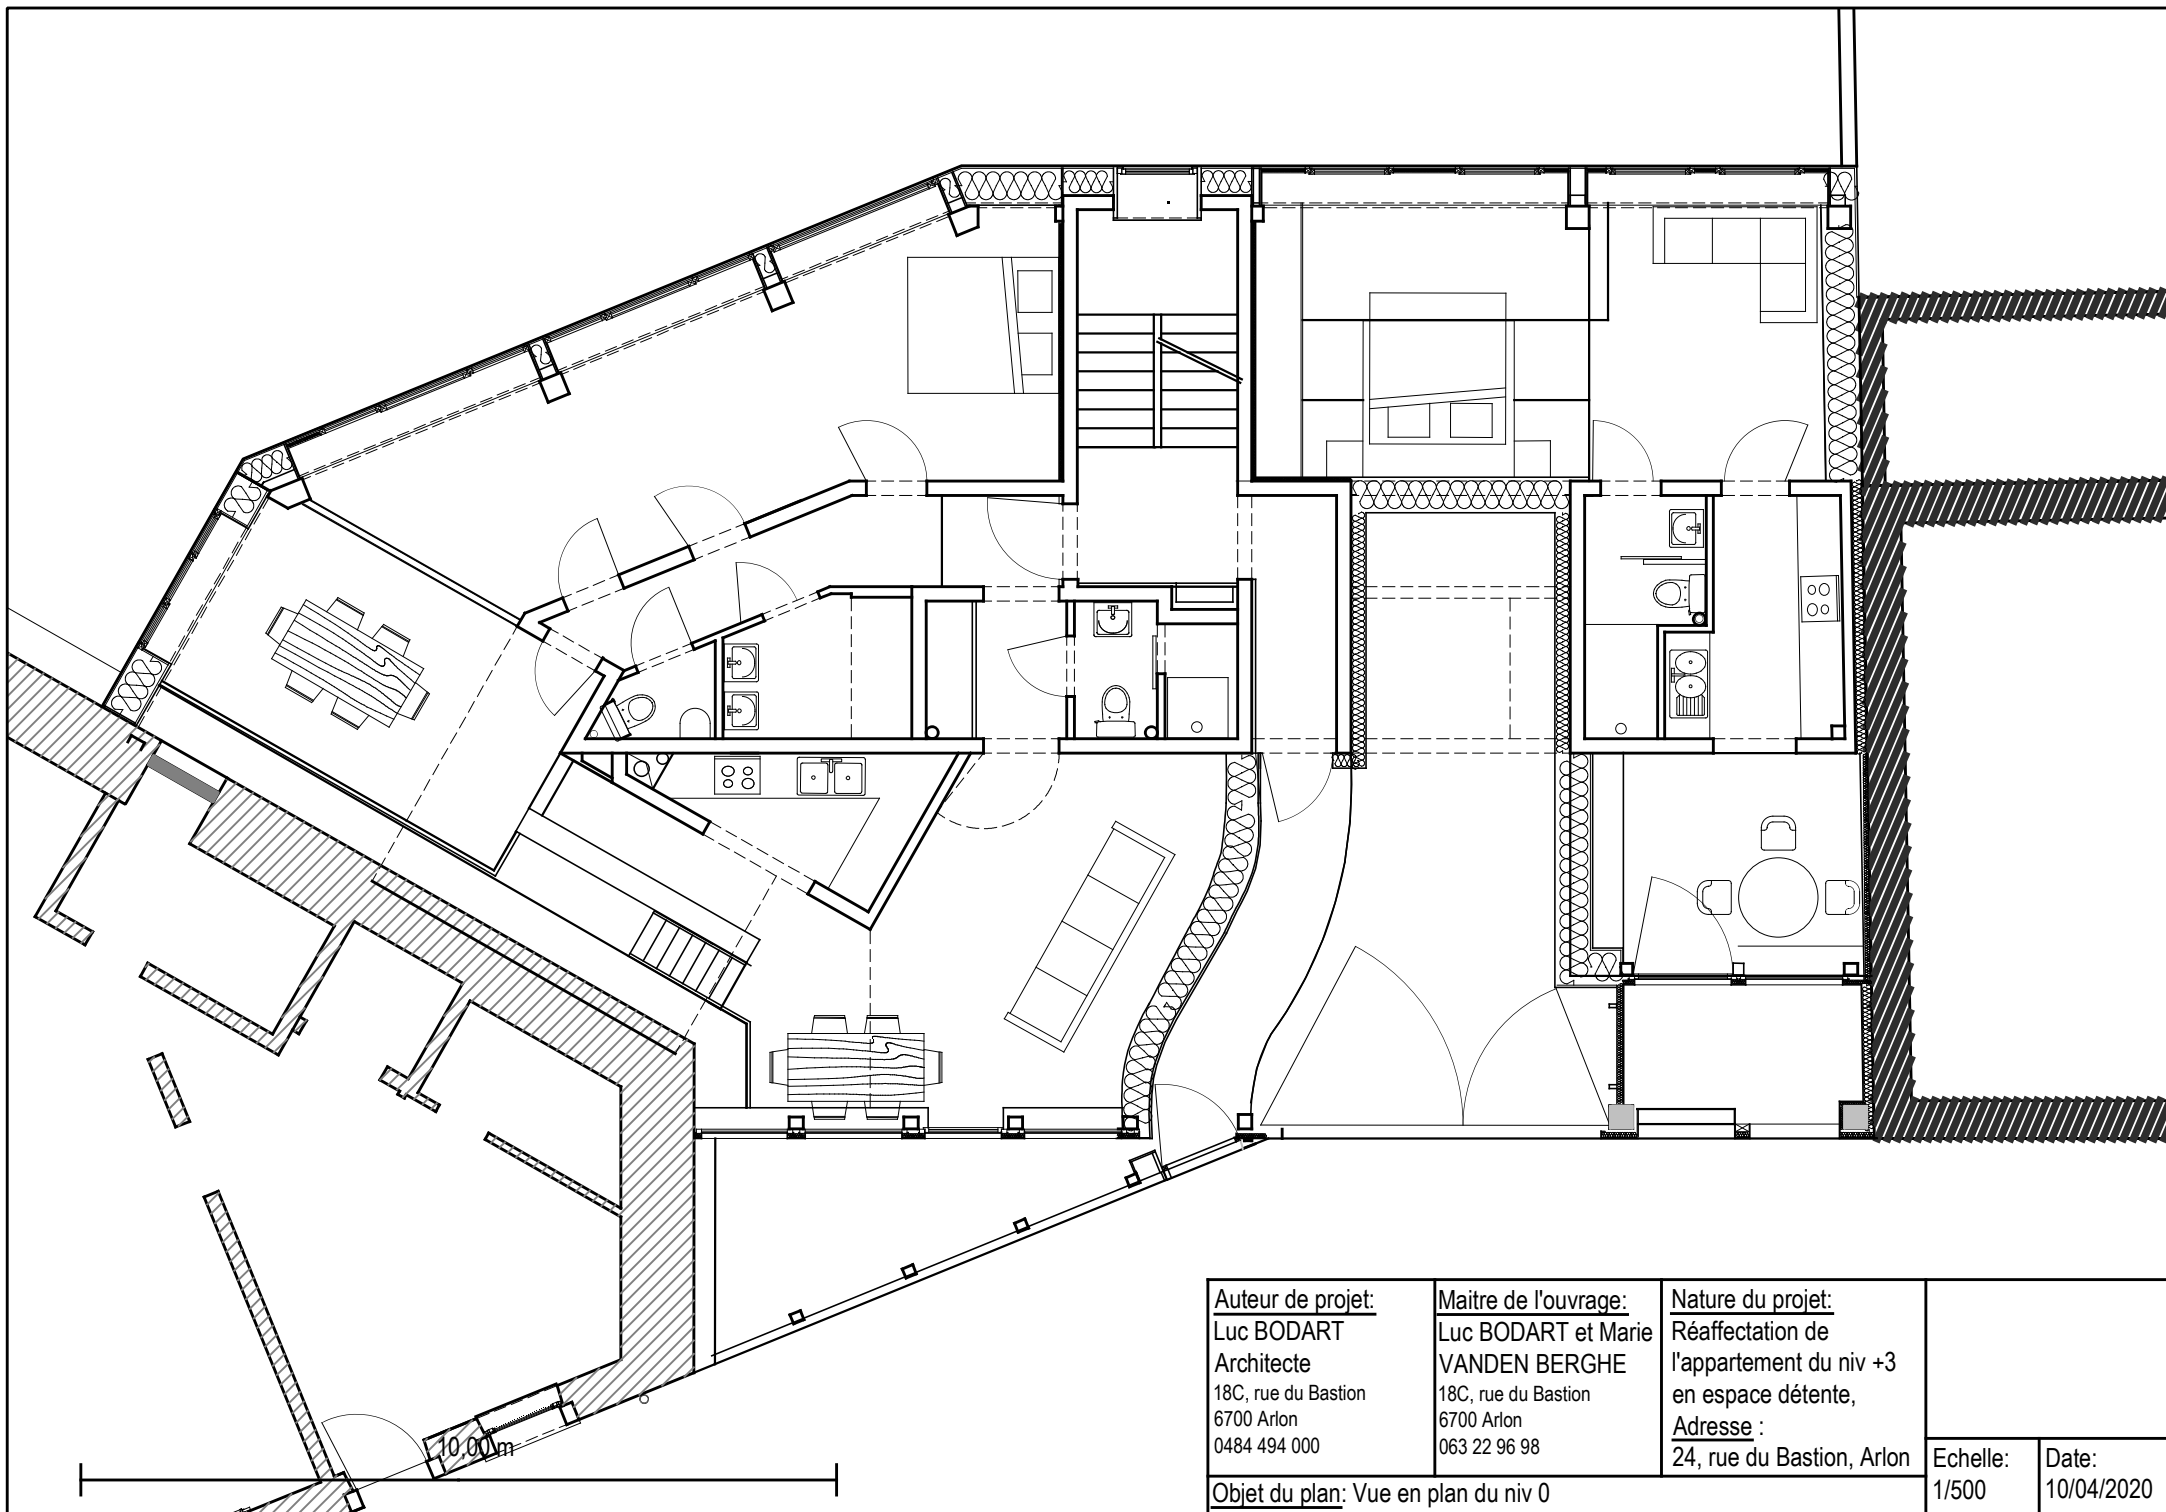 Auteur de projet:
Luc BODART
Architecte
18C, rue du Bastion
6700 Arlon
0484 494 000
Maitre de l'ouvrage:
Luc BODART et Marie
VANDEN BERGHE
18C, rue du Bastion
6700 Arlon
063 22 96 98
Nature du projet:
Réaffectation de
l'appartement du niv +3
en espace détente,
Adresse :
24, rue du Bastion, Arlon
10,00 m
Echelle:
1/500
Date:
10/04/2020
Objet du plan: Vue en plan du niv 0